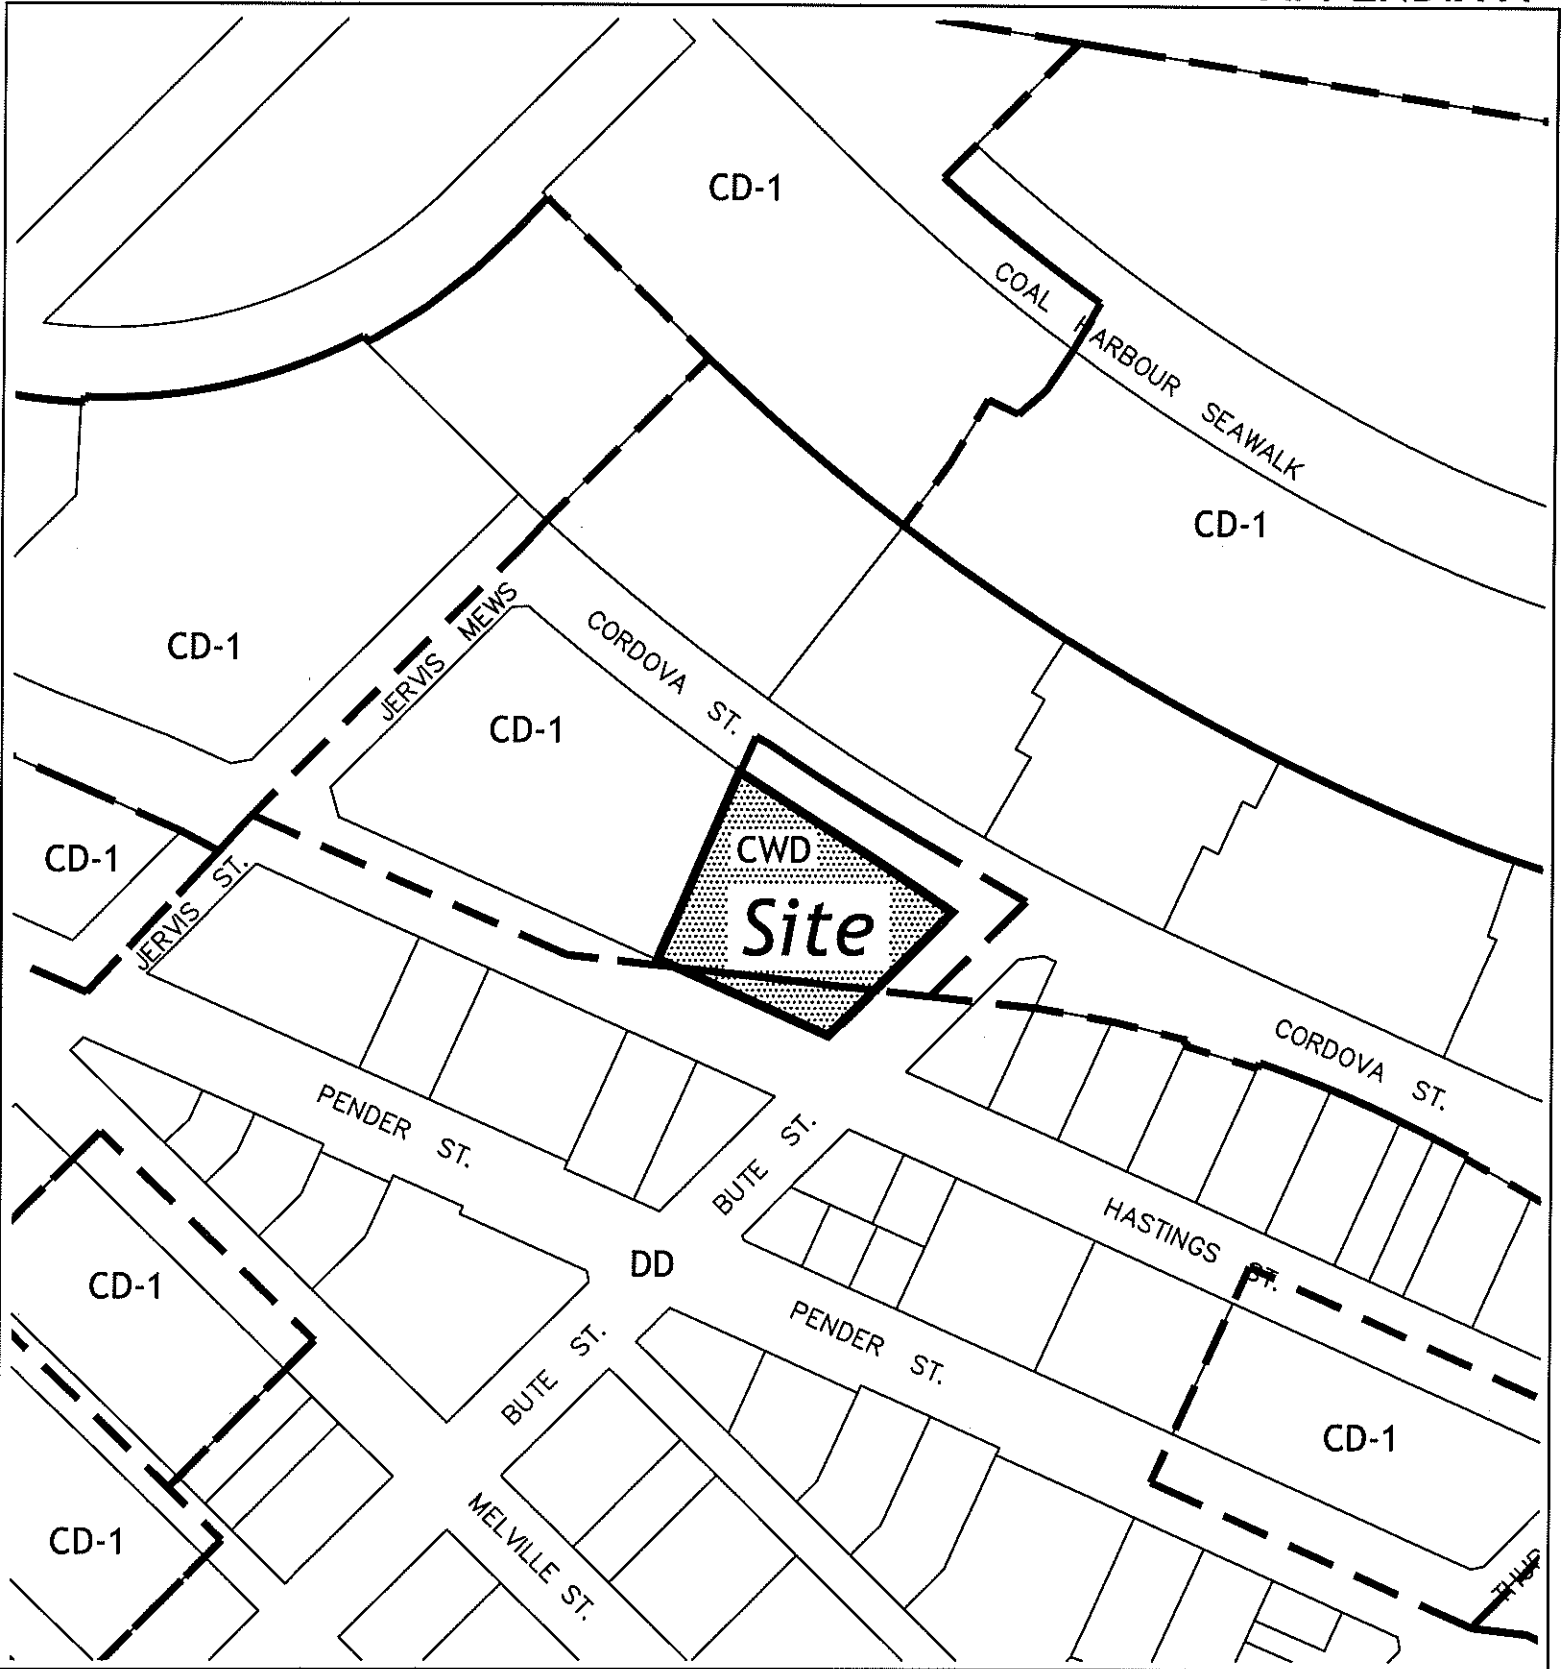 CD-1
COAL HARBOUR SEAWALK
CD-1
JERVIS MEWS
CORDOVA ST.
CD-1
CD-1
CD-1
CWD
Site
JERVIS ST.
CORDOVA ST.
PENDER ST.
BUTE ST.
HASTINGS ST.
DD
CD-1
PENDER ST.
BUTE ST.
CD-1
CD-1
MELVILLE ST.